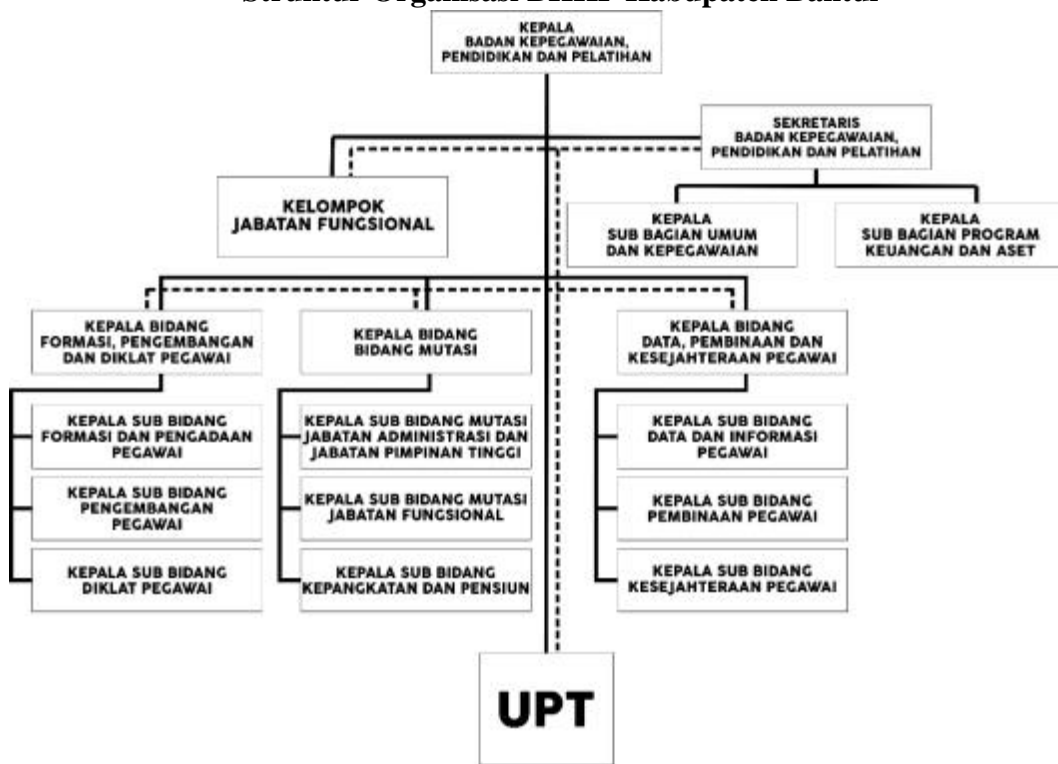 KEPALA
BADAN KEPEGAWAIAN,
PENDIDIKAN DAN PELATIHAN
SEKRETARIS
BADAN KEPEGAWAIAN,
PENDIDIKAN DAN PELATIHAN
KELOMPOK
JABATAN FUNGSIONAL
KEPALA
SUB BAGIAN UMUM
DAN KEPEGAWAIAN
KEPALA
SUB BAGIAN PROGRAM
KEUANGAN DAN ASET
KEPALA BIDANG
FORMASI, PENGEMBANGAN
DAN DIKLAT PEGAWAI
KEPALA BIDANG
BIDANG MUTASI
KEPALA BIDANG
DATA, PEMBINAAN DAN
KESEJAHTERAAN PEGAWAI
KEPALA SUB BIDANG
FORMASI DAN PENGADAAN
PEGAWAI
KEPALA SUB BIDANG
PENGEMBANGAN
PEGAWAI
KEPALA SUB BIDANG
DIKLAT PEGAWAI
KEPALA SUB BIDANG MUTASI
JABATAN ADMINISTRASI DAN
JABATAN PIMPINAN TINGGI
KEPALA SUB BIDANG MUTASI
JABATAN FUNGSIONAL
KEPALA SUB BIDANG
KEPANGKATAN DAN PENSIUN
KEPALA SUB BIDANG
DATA DAN INFORMASI
PEGAWAI
KEPALA SUB BIDANG
PEMBINAAN PEGAWAI
KEPALA SUB BIDANG
KESEJAHTERAAN PEGAWAI
UPT